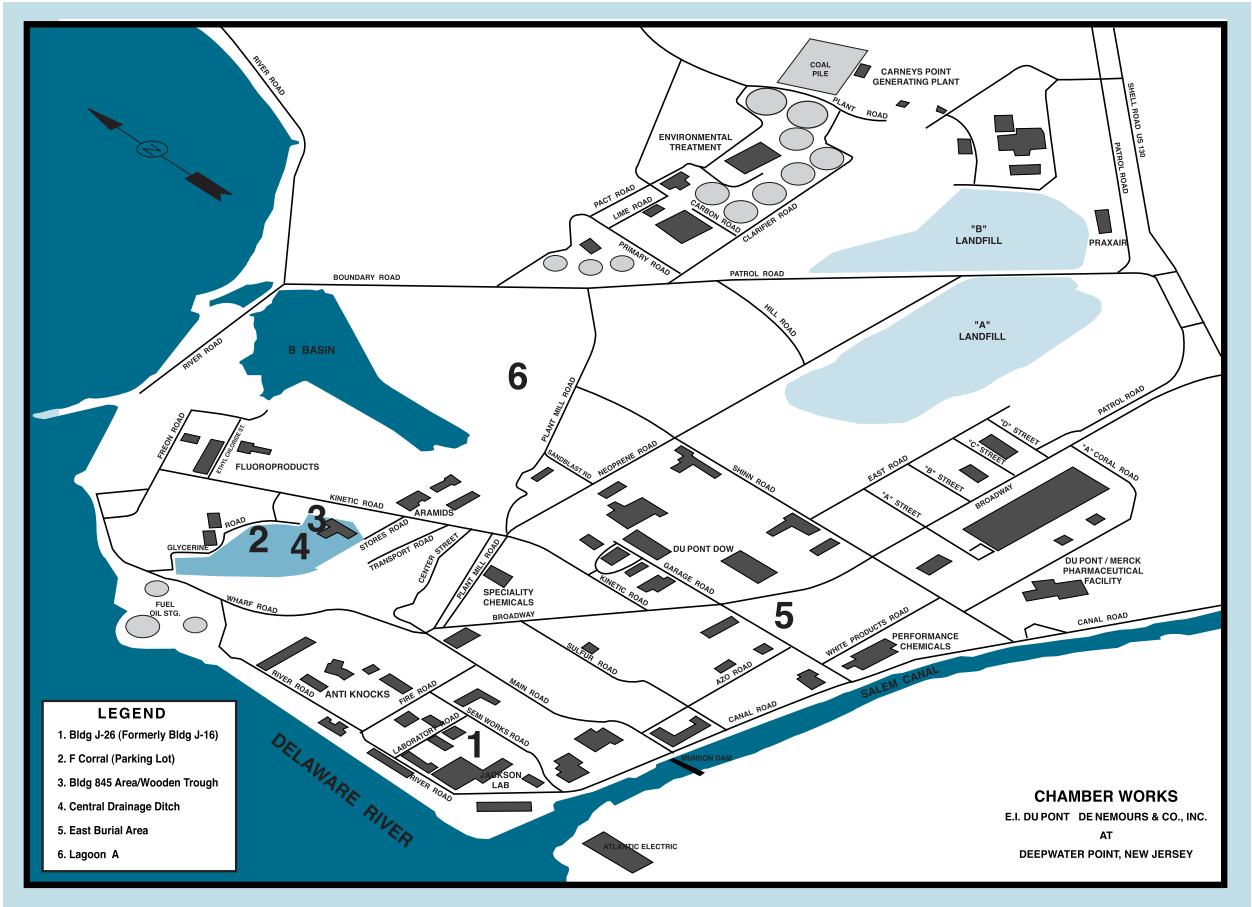 RIVER ROAD
N
COAL
PILE
CARNEYS POINT
GENERATING PLANT
PLANT ROAD
SHELL ROAD US 130
PATROL ROAD
ENVIRONMENTAL
TREATMENT
PACT ROAD
LIME ROAD
CARBON ROAD
CLARIFIER ROAD
PRIMARY ROAD
"B"
LANDFILL
PRAXAIR
BOUNDARY ROAD
PATROL ROAD
HILL ROAD
"A"
LANDFILL
RIVER ROAD
B BASIN
6
PLANT MILL ROAD
PATROL ROAD
FREON ROAD
ETHYL CHLORIDE ST.
FLUOROPRODUCTS
SANDBLAST RD
NEOPRENE ROAD
SHINN ROAD
EAST ROAD
"D" STREET
"C" STREET
"B" STREET
"A" STREET
BROADWAY
"A" CORAL ROAD
KINETIC ROAD
ARAMIDS
GLYCERINE ROAD
2
3
4
STORES ROAD
TRANSPORT ROAD
CENTER STREET
PLANT MILL ROAD
DU PONT DOW
GARAGE ROAD
KINETIC ROAD
DU PONT / MERCK
PHARMACEUTICAL
FACILITY
FUEL
OIL STG.
WHARF ROAD
SPECIALITY
CHEMICALS
BROADWAY
5
WHITE PRODUCTS ROAD
CANAL ROAD
PERFORMANCE
CHEMICALS
SULFUR ROAD
AZO ROAD
SALEM CANAL
RIVER ROAD
ANTI KNOCKS
FIRE ROAD
MAIN ROAD
CANAL ROAD
SEMI WORKS ROAD
LABORATORY ROAD
1
JACKSON
LAB
RIVER ROAD
MUNSON DAM
DELAWARE RIVER
ATLANTIC ELECTRIC
LEGEND
1. Bldg J-26 (Formerly Bldg J-16)
2. F Corral (Parking Lot)
3. Bldg 845 Area/Wooden Trough
4. Central Drainage Ditch
5. East Burial Area
6. Lagoon A
CHAMBER WORKS
E.I. DU PONT DE NEMOURS & CO., INC.
AT
DEEPWATER POINT, NEW JERSEY